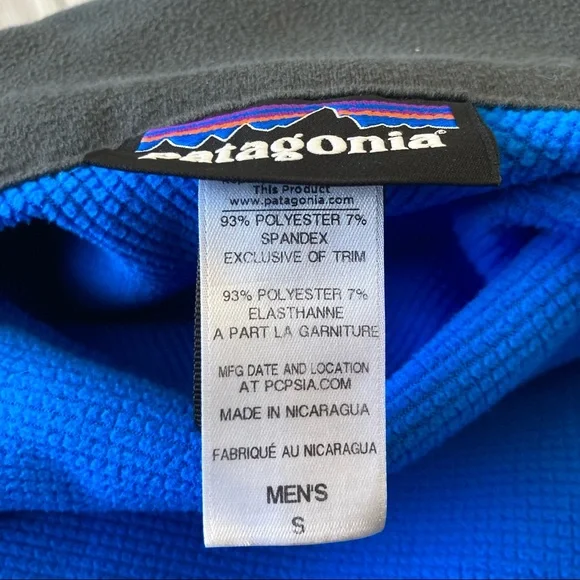 patagonia®
This Product
www.patagonia.com
93% POLYESTER 7%
SPANDEX
EXCLUSIVE OF TRIM
93% POLYESTER 7%
ELASTHANNE
A PART LA GARNITURE
MFG DATE AND LOCATION
AT PCPSIA.COM
MADE IN NICARAGUA
FABRIQUÉ AU NICARAGUA
MEN'S
S